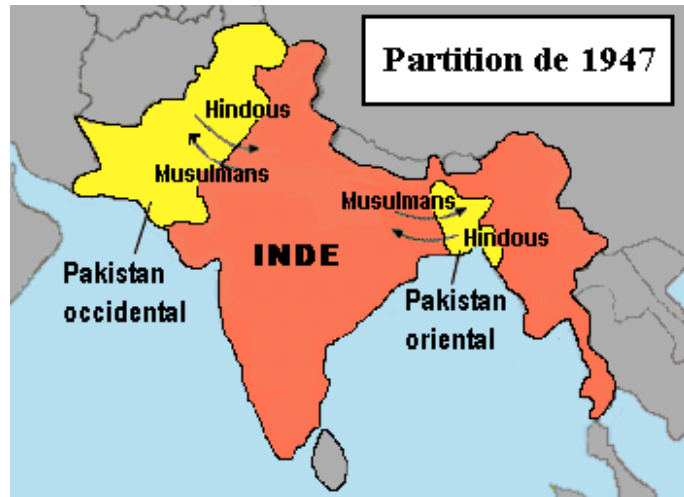 Partition de 1947
Hindous
Musulmans
Musulmans
Hindous
INDE
Pakistan
occidental
Pakistan
oriental